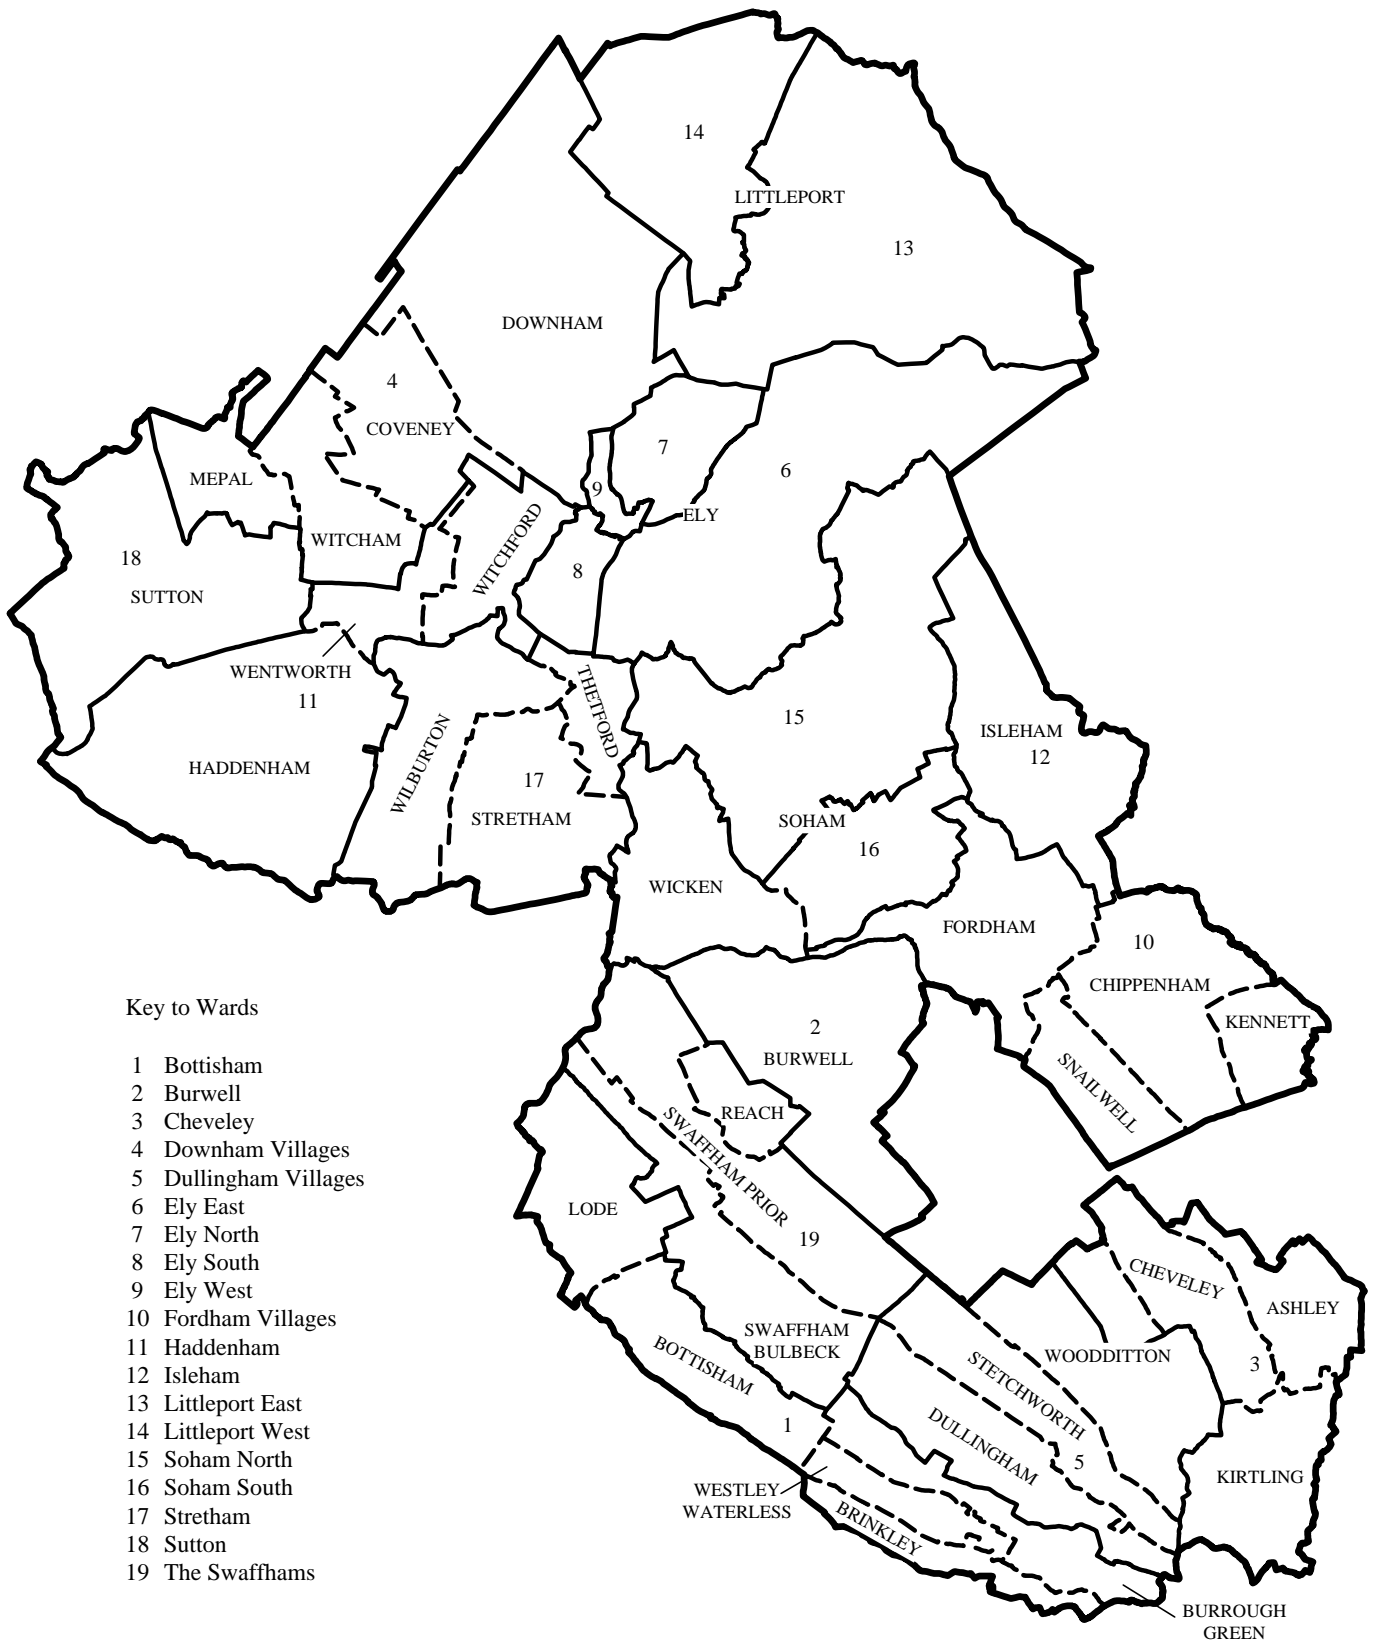 14
LITTLEPORT
13
DOWNHAM
4
COVENEY
7
6
9
MEPAL
ELY
WITCHAM
WITCHFORD
18
8
SUTTON
WENTWORTH
11
THETFORD
15
ISLEHAM
12
HADDENHAM
WILBURTON
17
STRETHAM
SOHAM
16
WICKEN
FORDHAM
10
CHIPPENHAM
KENNETT
SNAILWELL
2
BURWELL
REACH
SWAFFHAM PRIOR
19
LODE
CHEVELEY
ASHLEY
SWAFFHAM
BULBECK
BOTTISHAM
WOODDITTON
3
STETCHWORTH
DULLINGHAM
1
5
KIRTLING
WESTLEY
WATERLESS
BRINKLEY
BURROUGH
GREEN
Key to Wards
1 Bottisham
2 Burwell
3 Cheveley
4 Downham Villages
5 Dullingham Villages
6 Ely East
7 Ely North
8 Ely South
9 Ely West
10 Fordham Villages
11 Haddenham
12 Isleham
13 Littleport East
14 Littleport West
15 Soham North
16 Soham South
17 Stretham
18 Sutton
19 The Swaffhams